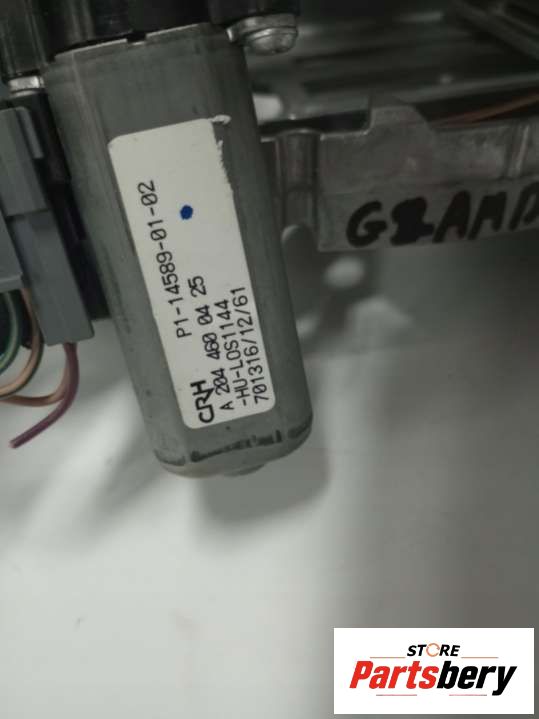 P1-14589-01-02
CRH
A 204 460 04 25
-HU-LOS1144
701316/12/61
STORE
Partsbery